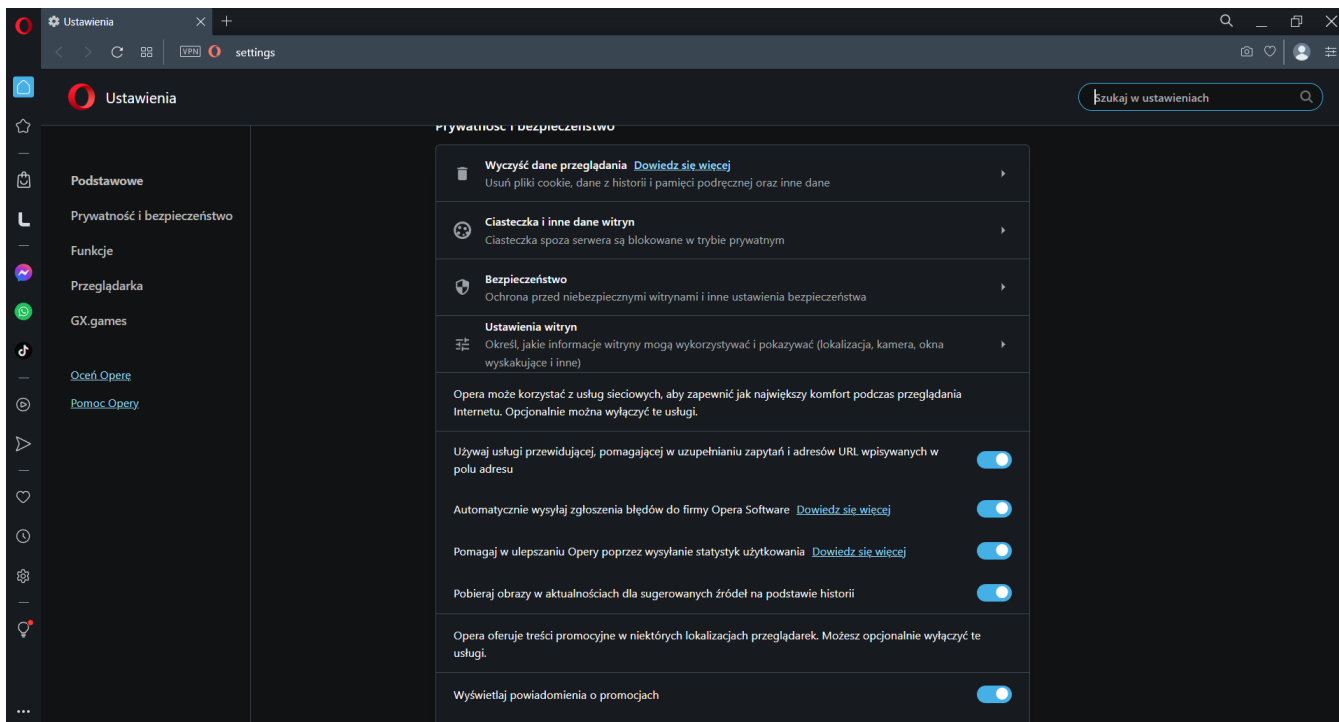 Ustawienia
VPN
settings
Ustawienia
Szukaj w ustawieniach
Podstawowe
Prywatność i bezpieczeństwo
Funkcje
Przeglądarka
GX.games
Oceń Operę
Pomoc Opery
Prywatność i bezpieczeństwo
Wyczyść dane przeglądania Dowiedz się więcej
Usuń pliki cookie, dane z historii i pamięci podręcznej oraz inne dane
Ciasteczka i inne dane witryn
Ciasteczka spoza serwera są blokowane w trybie prywatnym
Bezpieczeństwo
Ochrona przed niebezpiecznymi witrynami i inne ustawienia bezpieczeństwa
Ustawienia witryn
Określ, jakie informacje witryny mogą wykorzystywać i pokazywać (lokalizacja, kamera, okna
wyskakujące i inne)
Opera może korzystać z usług sieciowych, aby zapewnić jak największy komfort podczas przeglądania
Internetu. Opcjonalnie można wyłączyć te usługi.
Używaj usługi przewidującej, pomagającej w uzupełnianiu zapytań i adresów URL wpisywanych w
polu adresu
Automatycznie wysyłaj zgłoszenia błędów do firmy Opera Software Dowiedz się więcej
Pomagaj w ulepszaniu Opery poprzez wysyłanie statystyk użytkowania Dowiedz się więcej
Pobieraj obrazy w aktualnościach dla sugerowanych źródeł na podstawie historii
Opera oferuje treści promocyjne w niektórych lokalizacjach przeglądarek. Możesz opcjonalnie wyłączyć te
usługi.
Wyświetlaj powiadomienia o promocjach